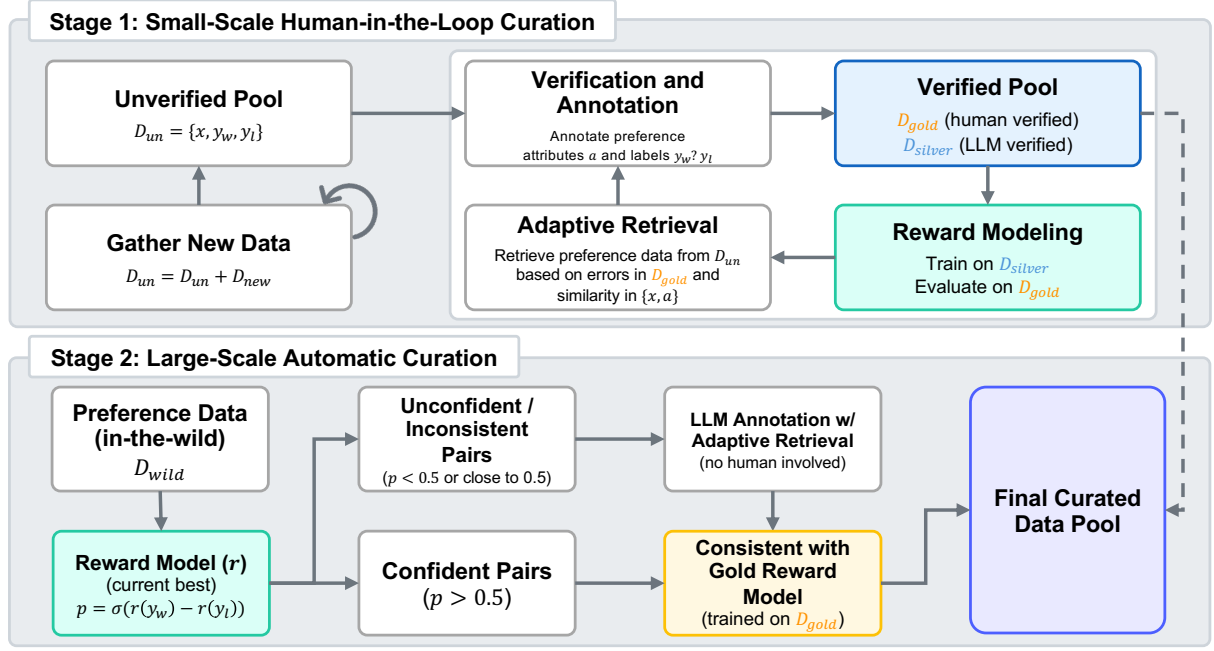 Stage 1: Small-Scale Human-in-the-Loop Curation
Unverified Pool
D_un = {x, y_w, y_l}
Gather New Data
D_un = D_un + D_new
Verification and
Annotation
Annotate preference
attributes a and labels y_w? y_l
Verified Pool
D_gold (human verified)
D_silver (LLM verified)
Adaptive Retrieval
Retrieve preference data from D_un
based on errors in D_gold and
similarity in {x, a}
Reward Modeling
Train on D_silver
Evaluate on D_gold
Stage 2: Large-Scale Automatic Curation
Preference Data
(in-the-wild)
D_wild
Reward Model (r)
(current best)
p = σ(r(y_w) − r(y_l))
Unconfident /
Inconsistent
Pairs
(p < 0.5 or close to 0.5)
Confident Pairs
(p > 0.5)
LLM Annotation w/
Adaptive Retrieval
(no human involved)
Consistent with
Gold Reward
Model
(trained on D_gold)
Final Curated
Data Pool